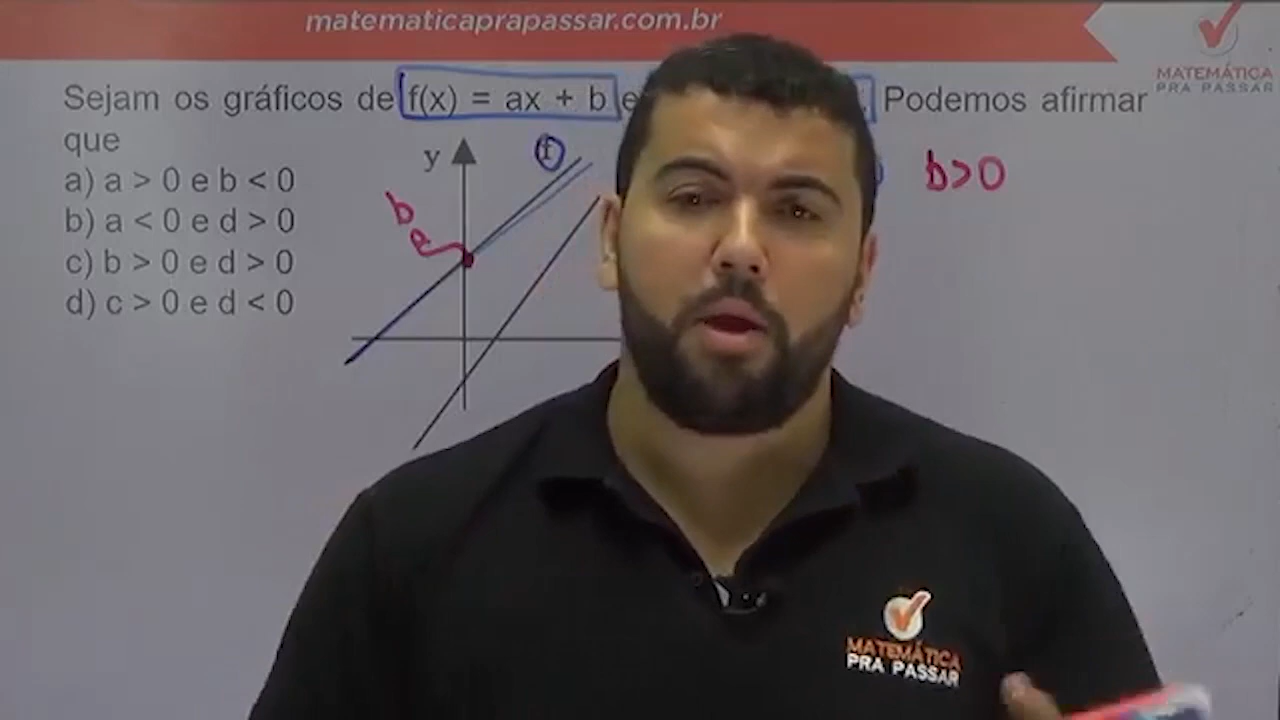 matematicaprapassar.com.br
MATEMÁTICA
PRA PASSAR
Sejam os gráficos de f(x) = ax + b e Podemos afirmar
que
y
f
b>0
a) a > 0 e b < 0
b) a < 0 e d > 0
b
c) b > 0 e d > 0
d) c > 0 e d < 0
MATEMÁTICA
PRA PASSAR